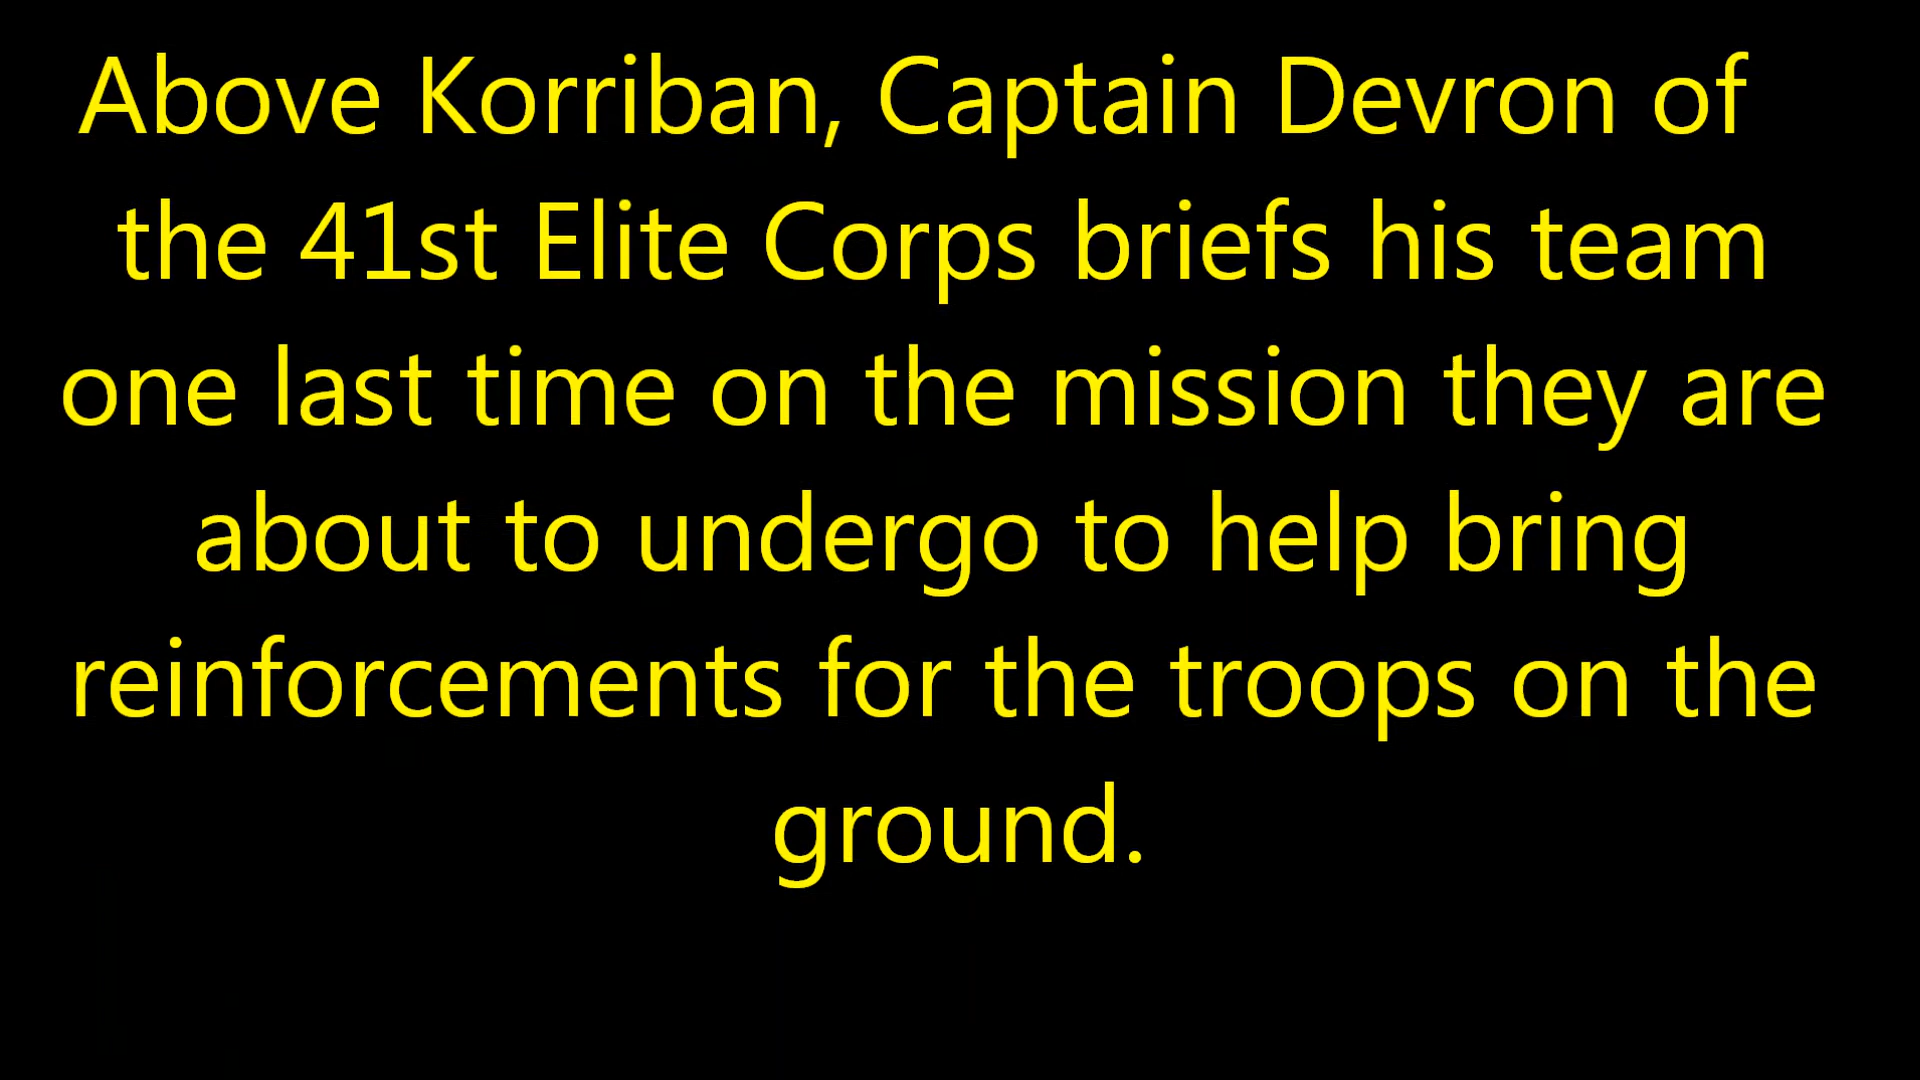 Above Korriban, Captain Devron of
the 41st Elite Corps briefs his team
one last time on the mission they are
about to undergo to help bring
reinforcements for the troops on the
ground.